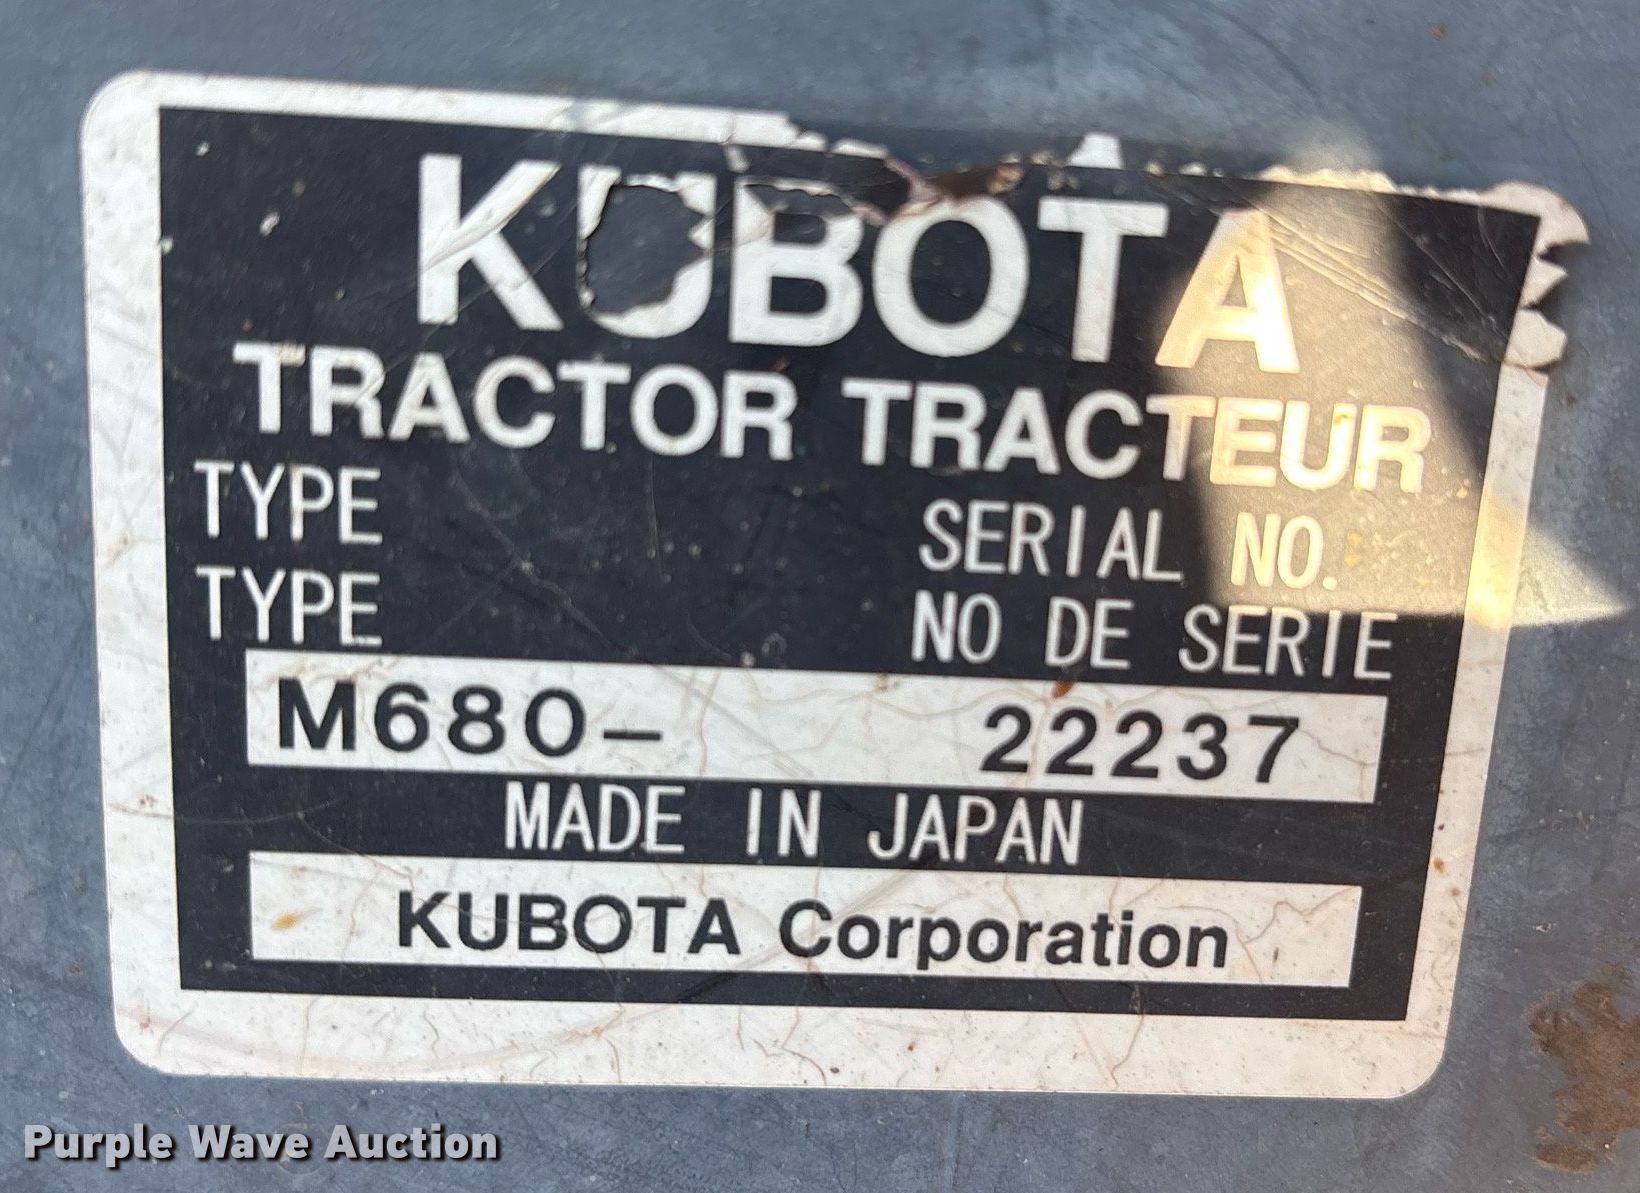 KUBOTA
TRACTOR TRACTEUR
TYPE SERIAL NO.
TYPE NO DE SERIE
M680- 22237
MADE IN JAPAN
KUBOTA Corporation
Purple Wave Auction